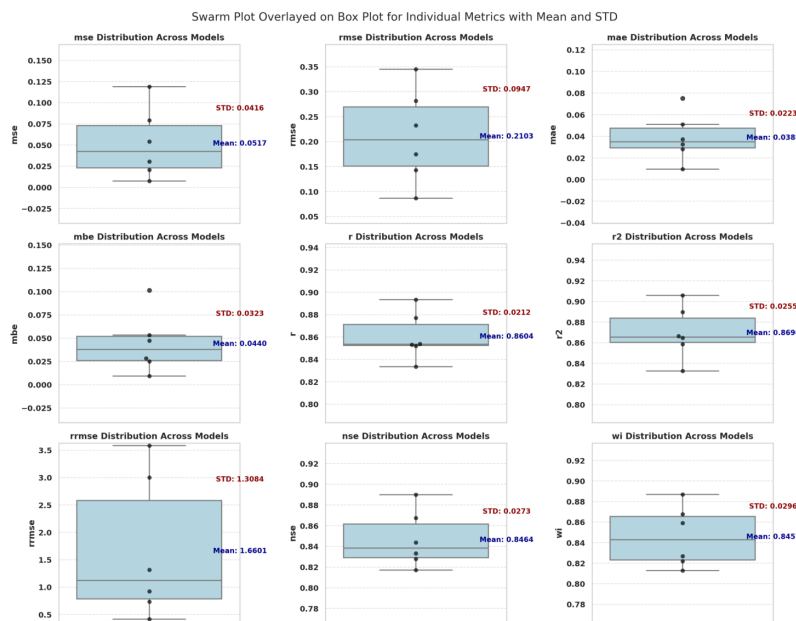 Swarm Plot Overlayed on Box Plot for Individual Metrics with Mean and STD
mse Distribution Across Models
rmse Distribution Across Models
mae Distribution Across Models
mse
0.150
0.125
0.100
0.075
0.050
0.025
0.000
−0.025
STD: 0.0416
Mean: 0.0517
rmse
0.35
0.30
0.25
0.20
0.15
0.10
0.05
STD: 0.0947
Mean: 0.2103
mae
0.12
0.10
0.08
0.06
0.04
0.02
0.00
−0.02
−0.04
STD: 0.0223
Mean: 0.038
mbe Distribution Across Models
r Distribution Across Models
r2 Distribution Across Models
mbe
0.150
0.125
0.100
0.075
0.050
0.025
0.000
−0.025
STD: 0.0323
Mean: 0.0440
r
0.94
0.92
0.90
0.88
0.86
0.84
0.82
0.80
STD: 0.0212
Mean: 0.8604
r2
0.94
0.92
0.90
0.88
0.86
0.84
0.82
0.80
STD: 0.0255
Mean: 0.869
rrmse Distribution Across Models
nse Distribution Across Models
wi Distribution Across Models
rrmse
3.5
3.0
2.5
2.0
1.5
1.0
0.5
STD: 1.3084
Mean: 1.6601
nse
0.92
0.90
0.88
0.86
0.84
0.82
0.80
0.78
STD: 0.0273
Mean: 0.8464
wi
0.92
0.90
0.88
0.86
0.84
0.82
0.80
0.78
STD: 0.0296
Mean: 0.845